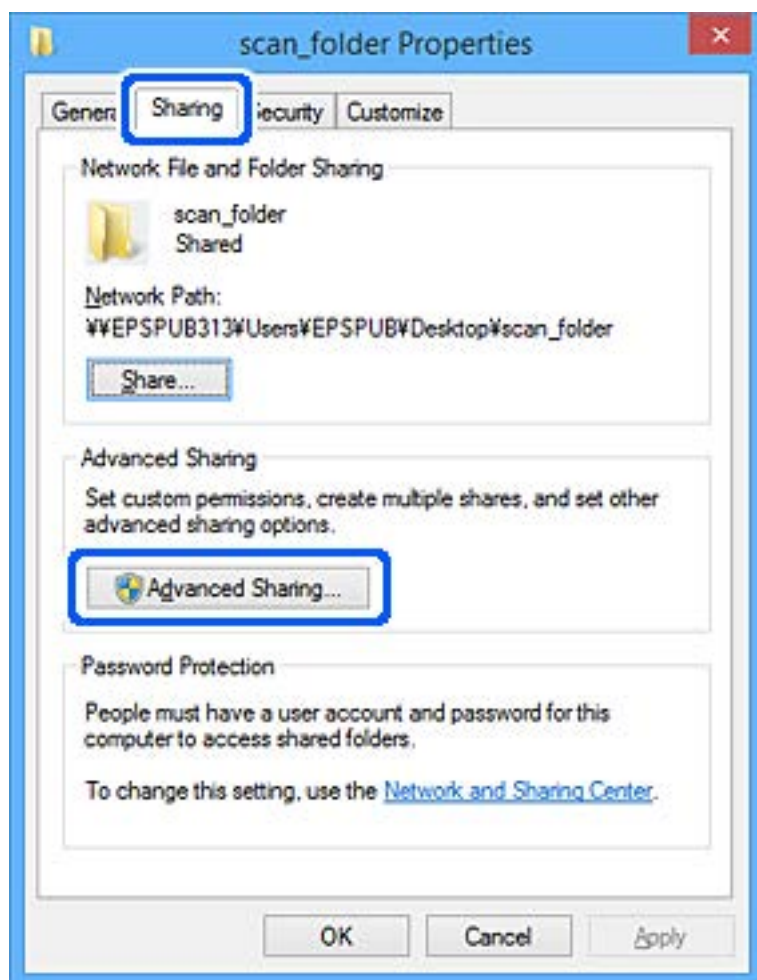 scan_folder Properties
Sharing
Customize
Network File and Folder Sharing
scan_folder
Shared
Network Path:
¥¥EPSPUB313¥Users¥EPSPUB¥Desktop¥scan_folder
Share...
Advanced Sharing
Set custom permissions, create multiple shares, and set other
advanced sharing options.
Advanced Sharing...
Password Protection
People must have a user account and password for this
computer to access shared folders.
To change this setting, use the Network and Sharing Center.
OK
Cancel
Apply